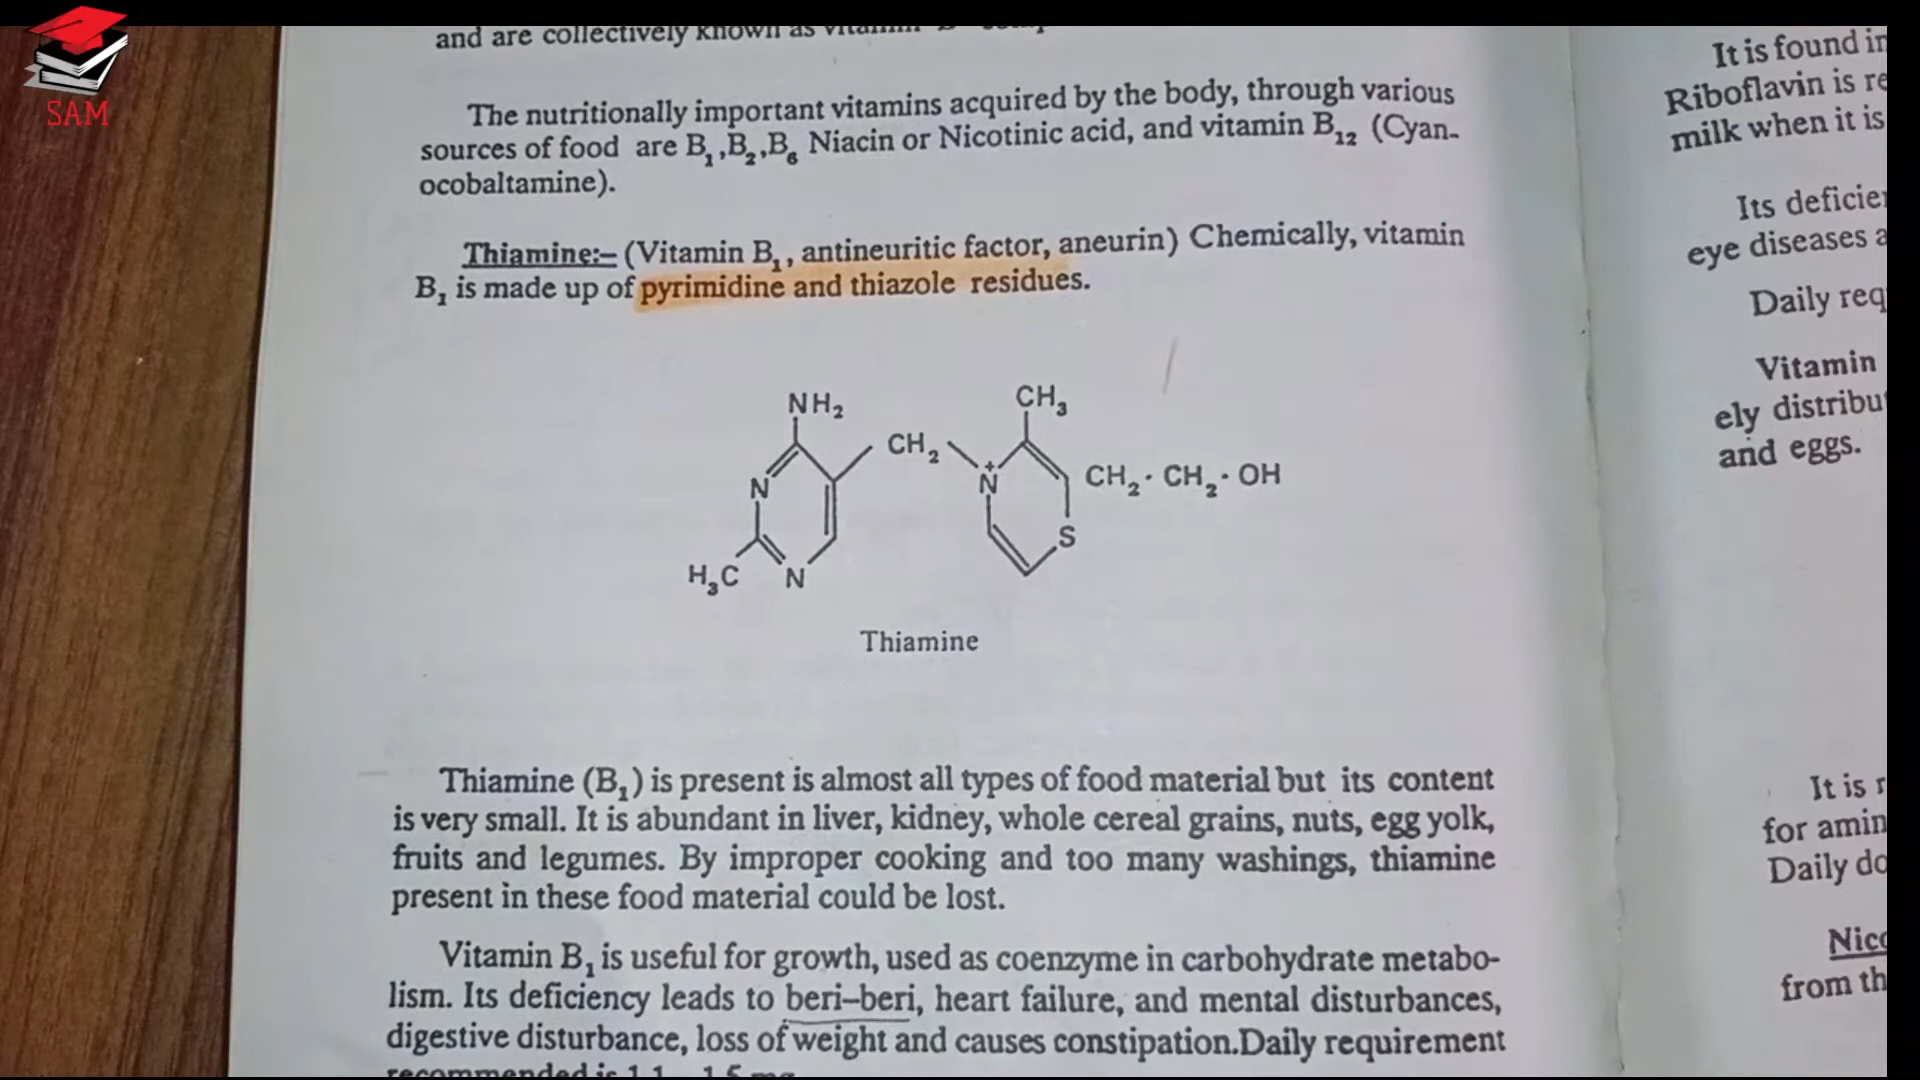 SAM
and are collectively known as
The nutritionally important vitamins acquired by the body, through various
sources of food are B₁,B₂,B₆ Niacin or Nicotinic acid, and vitamin B₁₂ (Cyan-
ocobaltamine).
Thiamine:– (Vitamin B₁, antineuritic factor, aneurin) Chemically, vitamin
B₁ is made up of pyrimidine and thiazole residues.
NH₂
CH₃
CH₂
N
N⁺
CH₂· CH₂· OH
S
H₃C
N
Thiamine
Thiamine (B₁) is present is almost all types of food material but its content
is very small. It is abundant in liver, kidney, whole cereal grains, nuts, egg yolk,
fruits and legumes. By improper cooking and too many washings, thiamine
present in these food material could be lost.
Vitamin B₁ is useful for growth, used as coenzyme in carbohydrate metabo-
lism. Its deficiency leads to beri–beri, heart failure, and mental disturbances,
digestive disturbance, loss of weight and causes constipation.Daily requirement
It is found in
Riboflavin is
milk when it is
Its
eye diseases
Daily
Vitamin
ely
and eggs.
It is
for
Daily
from